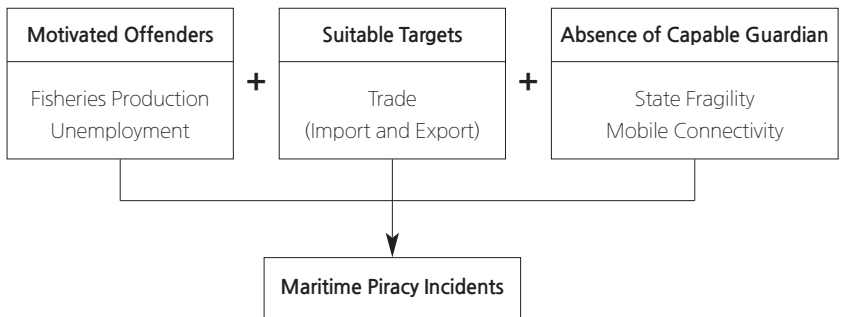 Motivated Offenders
Fisheries Production
Unemployment
+
Suitable Targets
Trade
(Import and Export)
+
Absence of Capable Guardian
State Fragility
Mobile Connectivity
Maritime Piracy Incidents